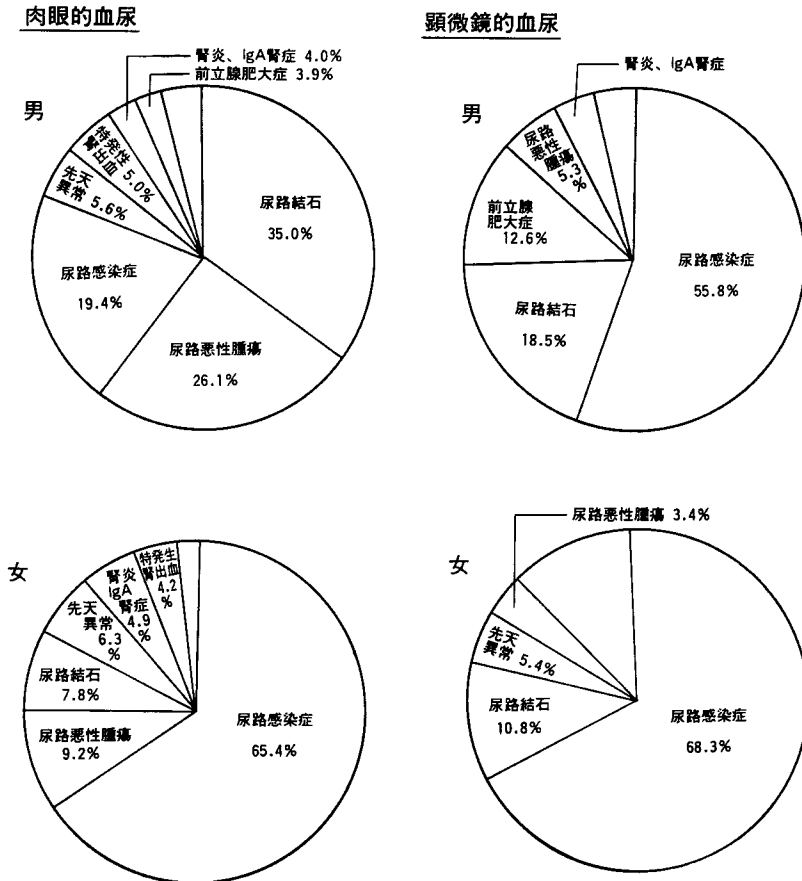 肉眼的血尿
男
腎炎、IgA腎症 4.0%
前立腺肥大症 3.9%
特発性
腎出血 5.0%
先天
異常 5.6%
尿路感染症
19.4%
尿路悪性腫瘍
26.1%
尿路結石
35.0%
顕微鏡的血尿
男
腎炎、IgA腎症
尿路
悪性
腫瘍
5.3
%
前立腺
肥大症
12.6%
尿路結石
18.5%
尿路感染症
55.8%
女
特発生
腎出血
4.2
%
腎炎
IgA
腎症
4.9
%
先天
異常
6.3
%
尿路結石
7.8%
尿路悪性腫瘍
9.2%
尿路感染症
65.4%
女
尿路悪性腫瘍 3.4%
先天
異常 5.4%
尿路結石
10.8%
尿路感染症
68.3%